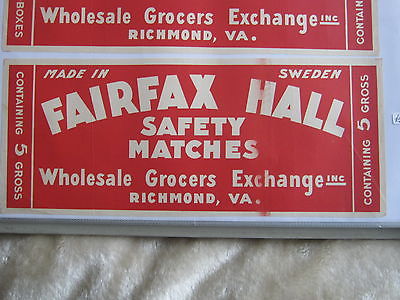 BOXES
Wholesale Grocers Exchange INC
RICHMOND, VA.
CONTAINING
MADE IN SWEDEN
FAIRFAX HALL
SAFETY
MATCHES
Wholesale Grocers Exchange INC
RICHMOND, VA.
CONTAINING 5 GROSS
CONTAINING 5 GROSS